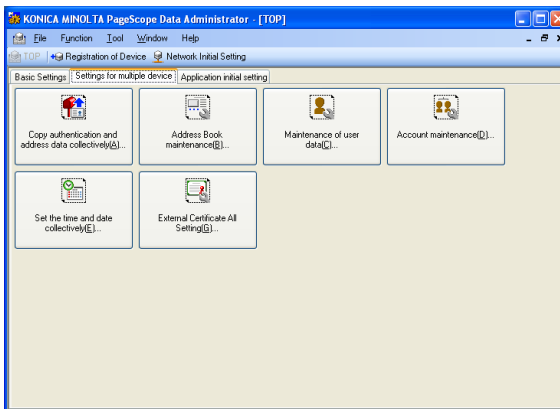 KONICA MINOLTA PageScope Data Administrator - [TOP]
File Function Tool Window Help
TOP Registration of Device Network Initial Setting
Basic Settings Settings for multiple device Application initial setting
Copy authentication and
address data collectively[A]...
Address Book
maintenance[B]...
Maintenance of user
data[C]...
Account maintenance[D]...
Set the time and date
collectively[E]...
External Certificate All
Setting[G]...